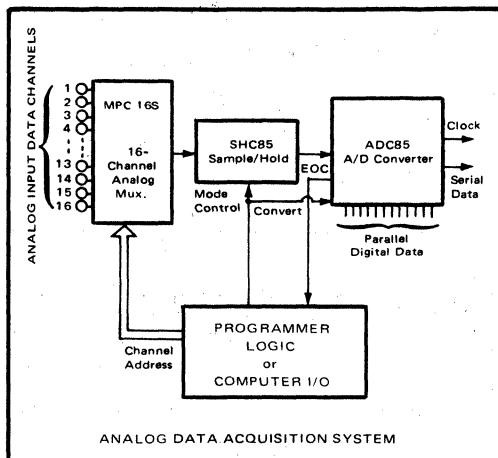 ANALOG INPUT DATA CHANNELS
1
2
3
4
13
14
15
16
MPC 16S
16-
Channel
Analog
Mux.
SHC85
Sample/Hold
ADC85
A/D Converter
Clock
Serial
Data
EOC
Mode
Control
Convert
Parallel
Digital Data
Channel
Address
PROGRAMMER
LOGIC
or
COMPUTER I/O
ANALOG DATA ACQUISITION SYSTEM